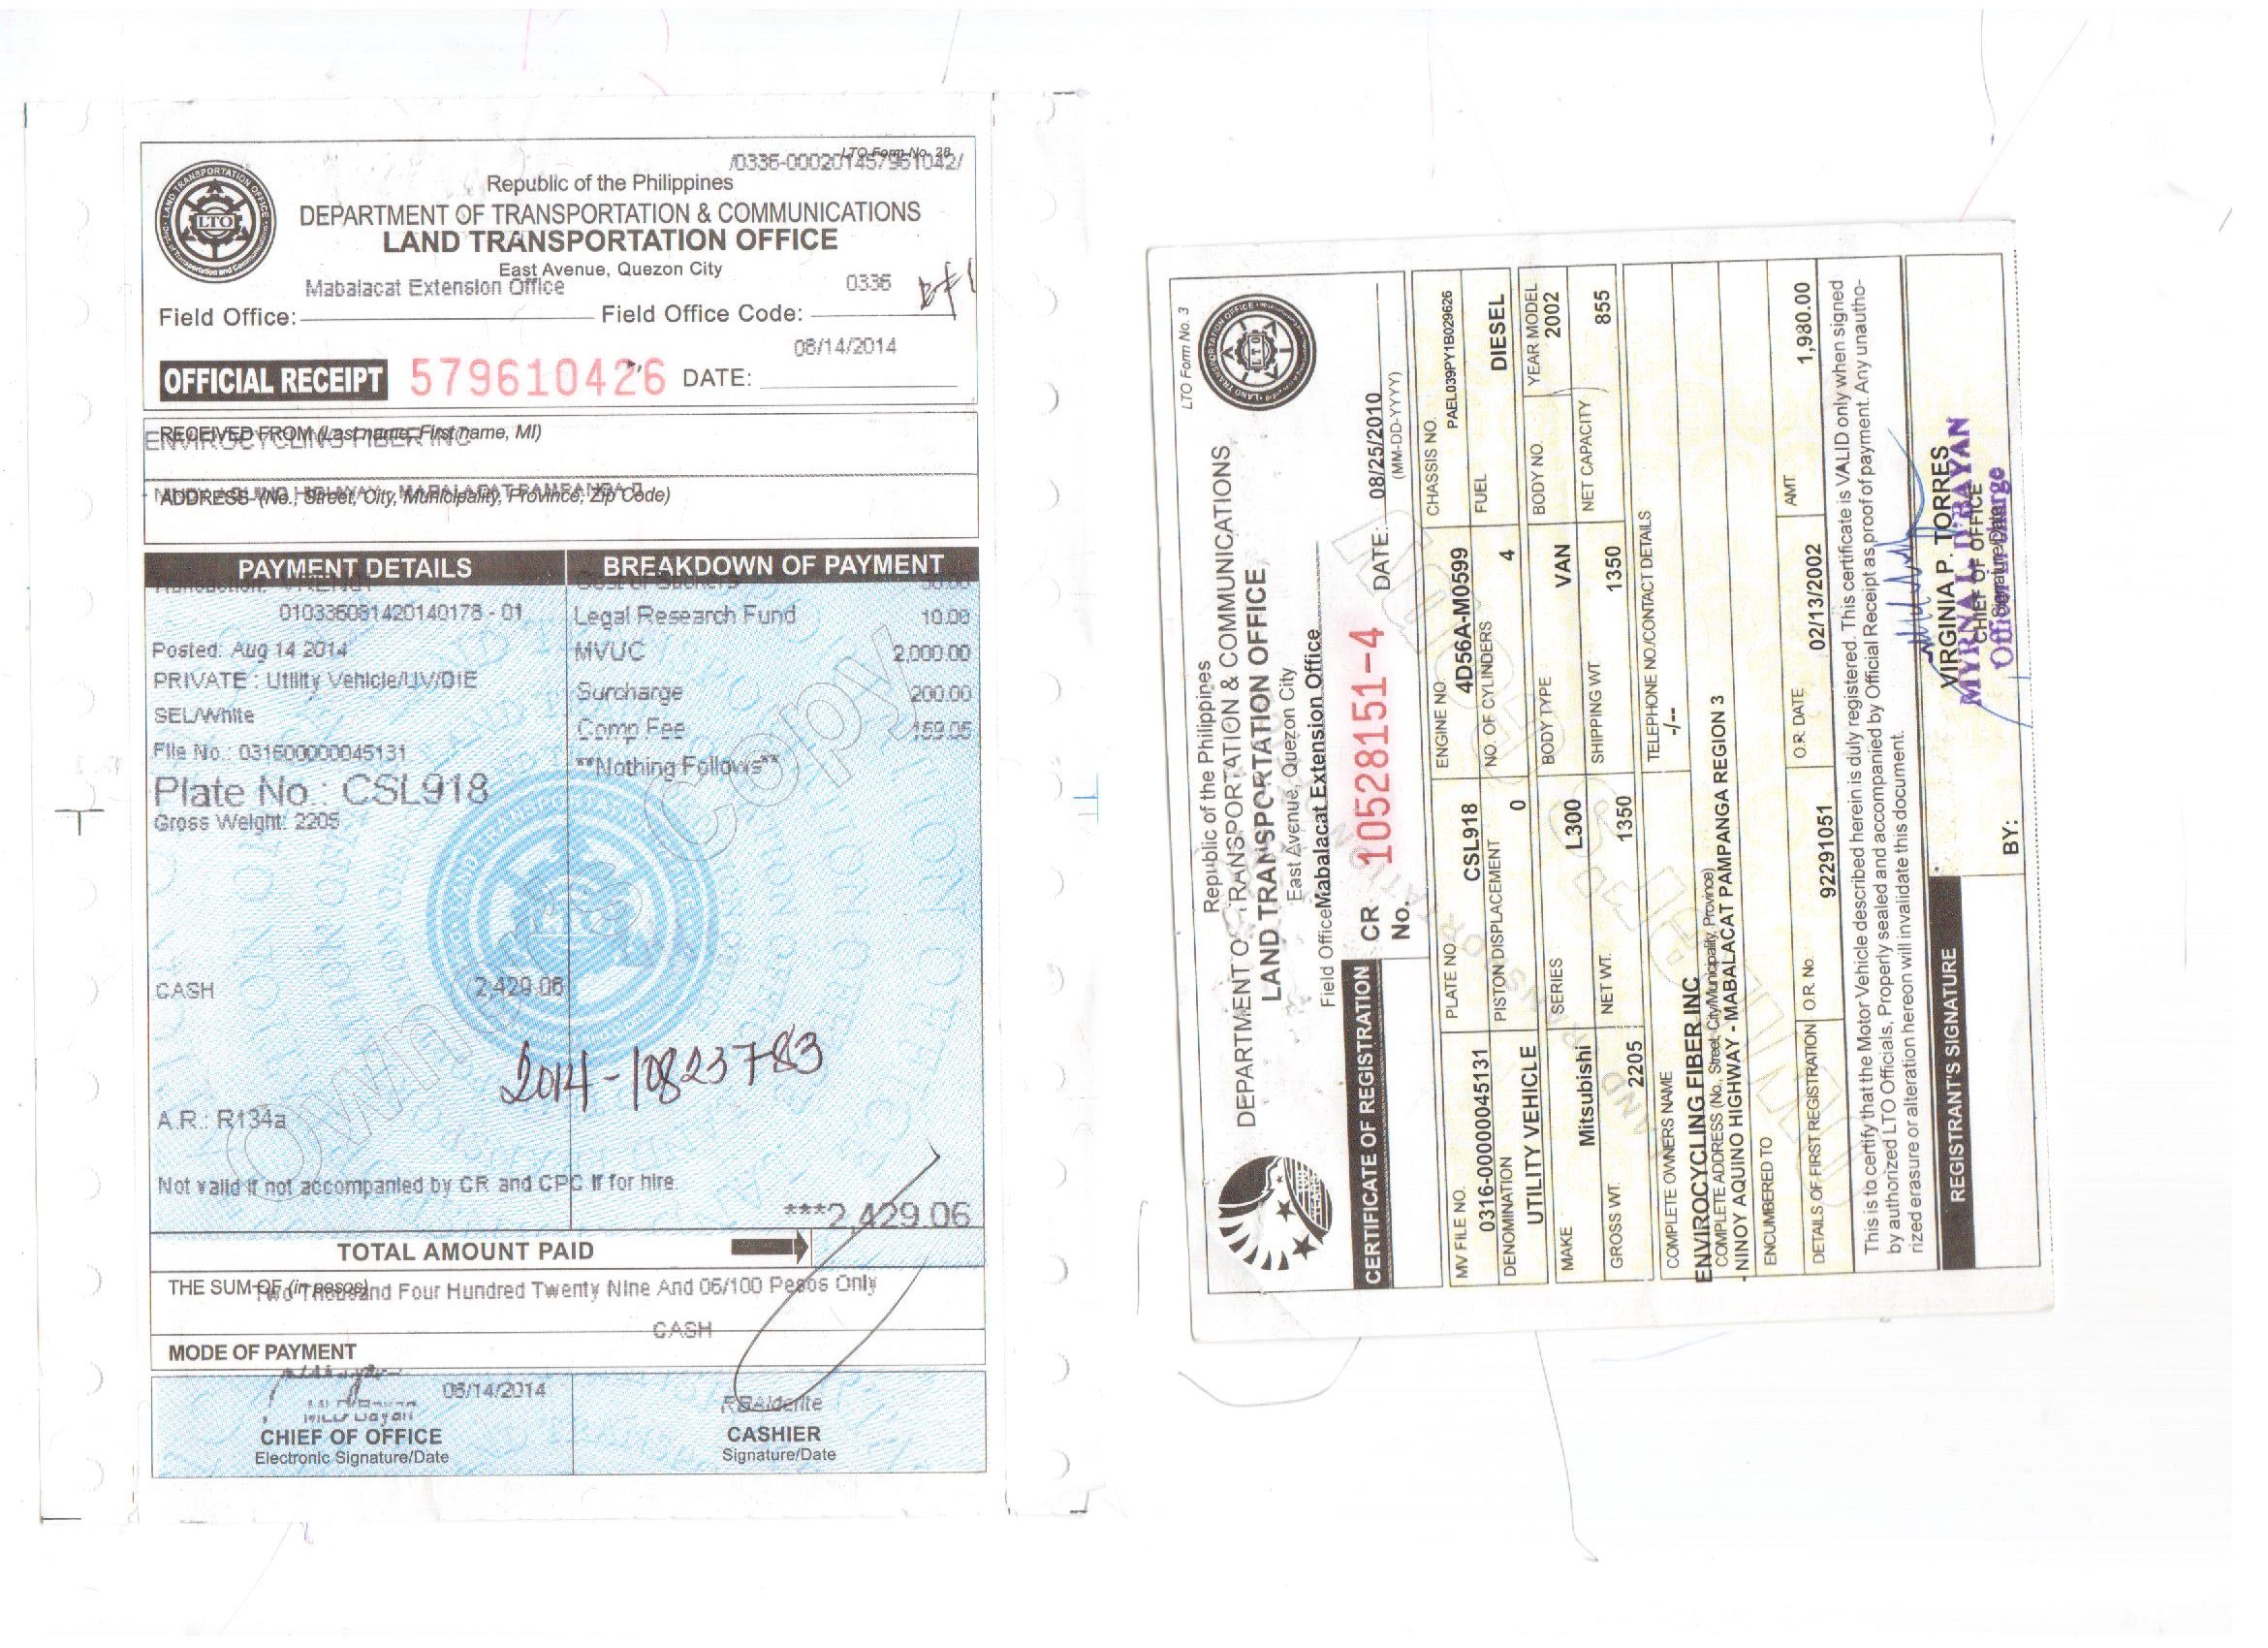 LTO Form No. 28
/0336-000201457961042/
Republic of the Philippines
DEPARTMENT OF TRANSPORTATION & COMMUNICATIONS
LAND TRANSPORTATION OFFICE
East Avenue, Quezon City
Mabalacat Extension Office 0336
Field Office: Field Office Code:
08/14/2014
OFFICIAL RECEIPT 579610426 DATE:
RECEIVED FROM (Last name, First name, MI)
ENVIROCYCLING FIBER INC
ADDRESS (No., Street, City, Municipality, Province, Zip Code)
PAYMENT DETAILS BREAKDOWN OF PAYMENT
010336081420140178 - 01 Legal Research Fund 10.00
Posted: Aug 14 2014 MVUC 2,000.00
PRIVATE : Utility Vehicle/UV/DIE Surcharge 200.00
SEL/White Comp Fee 169.06
File No.: 031600000045131 **Nothing Follows**
Plate No.: CSL918
Gross Weight: 2205
Owner's Copy
CASH 2,429.06
2014-10823783
A.R.: R134a
Not valid if not accompanied by CR and CPC if for hire
***2,429.06
TOTAL AMOUNT PAID
THE SUM OF (in pesos) Two Thousand Four Hundred Twenty Nine And 06/100 Pesos Only
CASH
MODE OF PAYMENT
08/14/2014
CHIEF OF OFFICE CASHIER
Electronic Signature/Date Signature/Date
LTO Form No. 3
Republic of the Philippines
DEPARTMENT OF TRANSPORTATION & COMMUNICATIONS
LAND TRANSPORTATION OFFICE
East Avenue, Quezon City
Field Office Mabalacat Extension Office
CERTIFICATE OF REGISTRATION CR No. 10528151-4 DATE: 08/25/2010
(MM-DD-YYYY)
MV FILE NO. PLATE NO. ENGINE NO. CHASSIS NO.
0316-00000045131 CSL918 4D56A-M0599 PAEL039PY1B029626
DENOMINATION PISTON DISPLACEMENT NO. OF CYLINDERS FUEL
UTILITY VEHICLE 0 4 DIESEL
MAKE SERIES BODY TYPE BODY NO. YEAR MODEL
Mitsubishi L300 VAN 2002
GROSS WT. NET WT. SHIPPING WT. NET CAPACITY
2205 1350 1350 855
COMPLETE OWNERS NAME TELEPHONE NO/CONTACT DETAILS
ENVIROCYCLING FIBER INC -/--
COMPLETE ADDRESS (No., Street, City/Municipality, Province)
- NINOY AQUINO HIGHWAY - MABALACAT PAMPANGA REGION 3
ENCUMBERED TO
DETAILS OF FIRST REGISTRATION O.R. No. O.R. DATE AMT.
92291051 02/13/2002 1,980.00
This is to certify that the Motor Vehicle described herein is duly registered. This certificate is VALID only when signed
by authorized LTO Officials, Properly sealed and accompanied by Official Receipt as proof of payment. Any unautho-
rized erasure or alteration hereon will invalidate this document.
REGISTRANT'S SIGNATURE
VIRGINIA P. TORRES
MYRNA L. DBAYAN
CHIEF OF OFFICE
Signature/Date
Officer in Charge
BY: